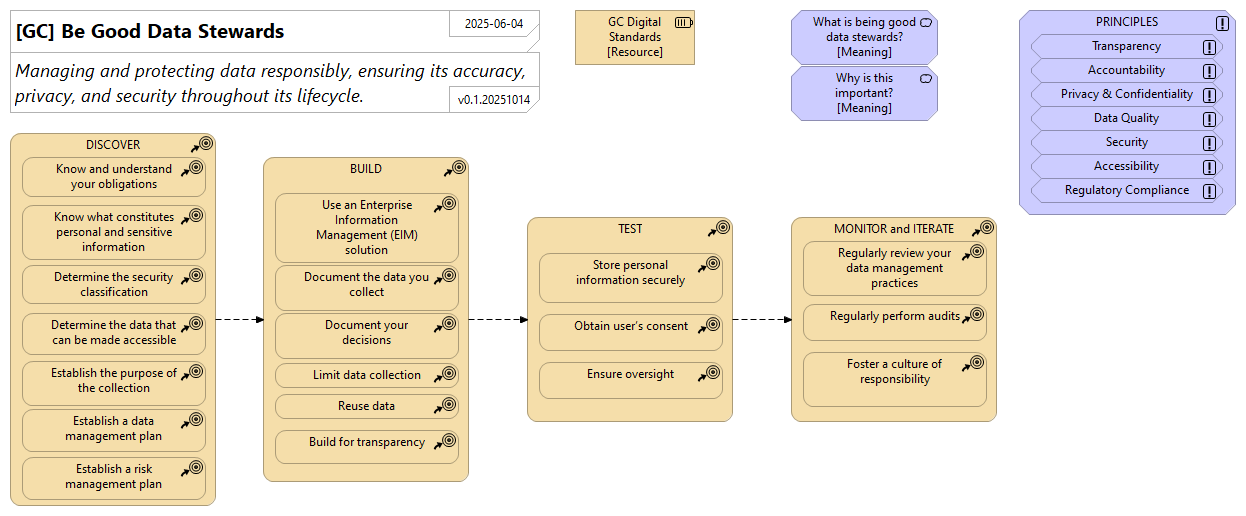 [GC] Be Good Data Stewards
2025-06-04
Managing and protecting data responsibly, ensuring its accuracy,
privacy, and security throughout its lifecycle.
v0.1.20251014
GC Digital
Standards
[Resource]
What is being good
data stewards?
[Meaning]
Why is this
important?
[Meaning]
PRINCIPLES
Transparency
Accountability
Privacy & Confidentiality
Data Quality
Security
Accessibility
Regulatory Compliance
DISCOVER
Know and understand
your obligations
Know what constitutes
personal and sensitive
information
Determine the security
classification
Determine the data that
can be made accessible
Establish the purpose of
the collection
Establish a data
management plan
Establish a risk
management plan
BUILD
Use an Enterprise
Information
Management (EIM)
solution
Document the data you
collect
Document your
decisions
Limit data collection
Reuse data
Build for transparency
TEST
Store personal
information securely
Obtain user's consent
Ensure oversight
MONITOR and ITERATE
Regularly review your
data management
practices
Regularly perform audits
Foster a culture of
responsibility